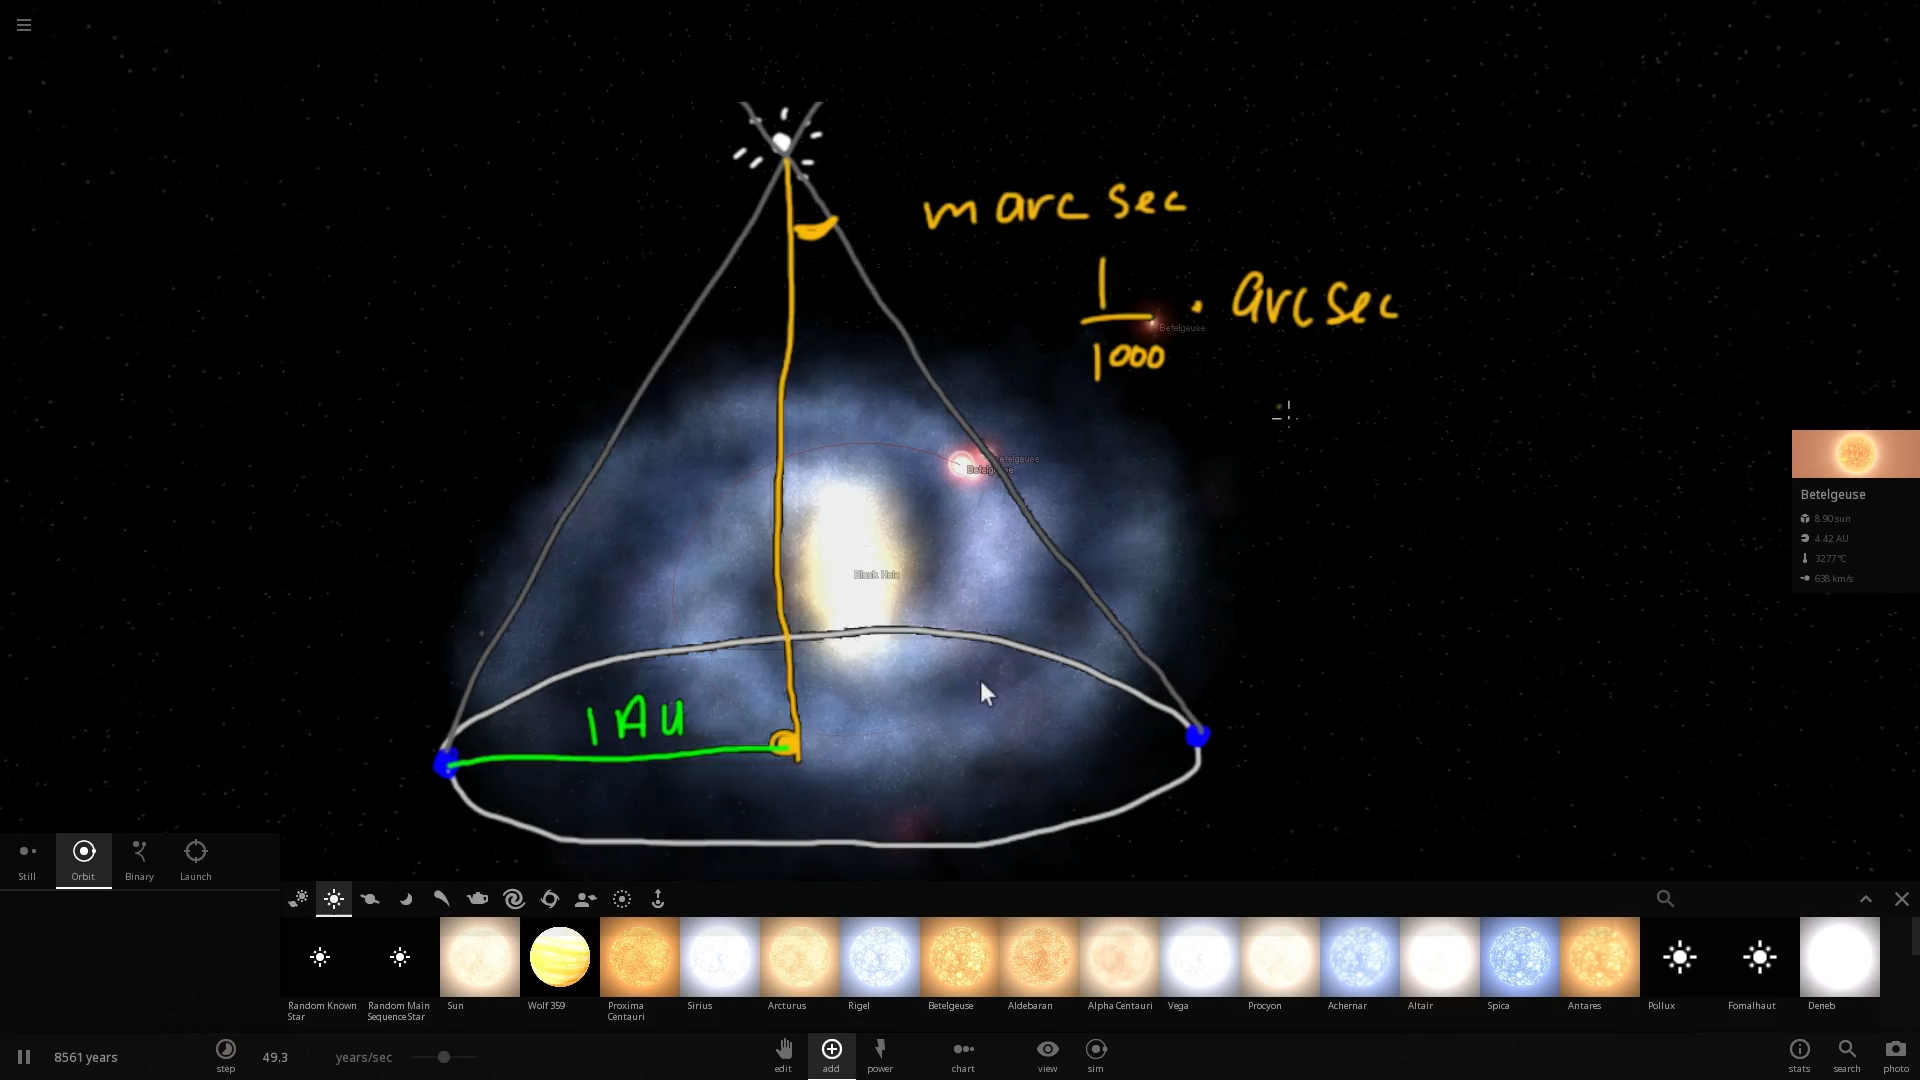 m arc sec
1
1000
. arcsec
Betelgeuse
Betelgeuse
Betelgeuse
Black Hole
1 AU
Betelgeuse
8.90 sun
4.42 AU
3277°C
638 km/s
Still
Orbit
Binary
Launch
Random Known Star
Random Main Sequence Star
Sun
Wolf 359
Proxima Centauri
Sirius
Arcturus
Rigel
Betelgeuse
Aldebaran
Alpha Centauri
Vega
Procyon
Achernar
Altair
Spica
Antares
Pollux
Fomalhaut
Deneb
8561 years
step
49.3
years/sec
edit
add
power
chart
view
sim
stats
search
photo